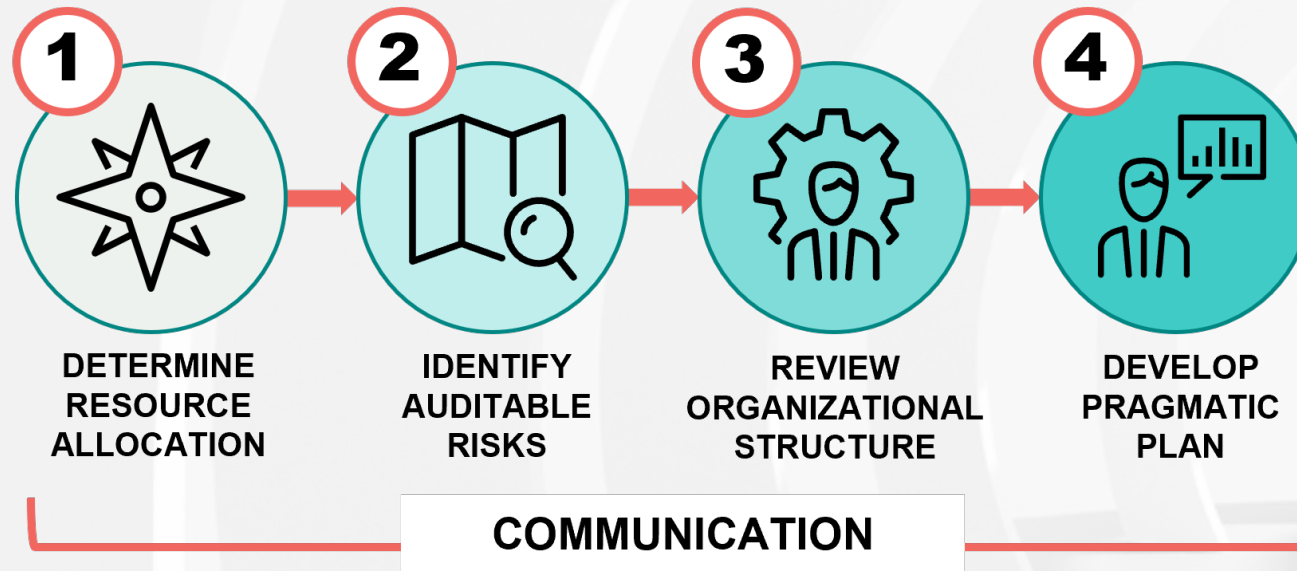 1
DETERMINE
RESOURCE
ALLOCATION
2
IDENTIFY
AUDITABLE
RISKS
3
REVIEW
ORGANIZATIONAL
STRUCTURE
4
DEVELOP
PRAGMATIC
PLAN
COMMUNICATION